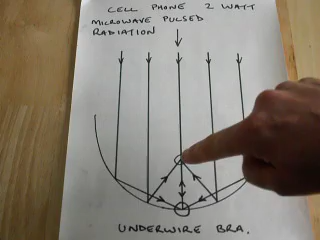 CELL PHONE 2 WATT
MICROWAVE PULSED
RADIATION
UNDERWIRE BRA.